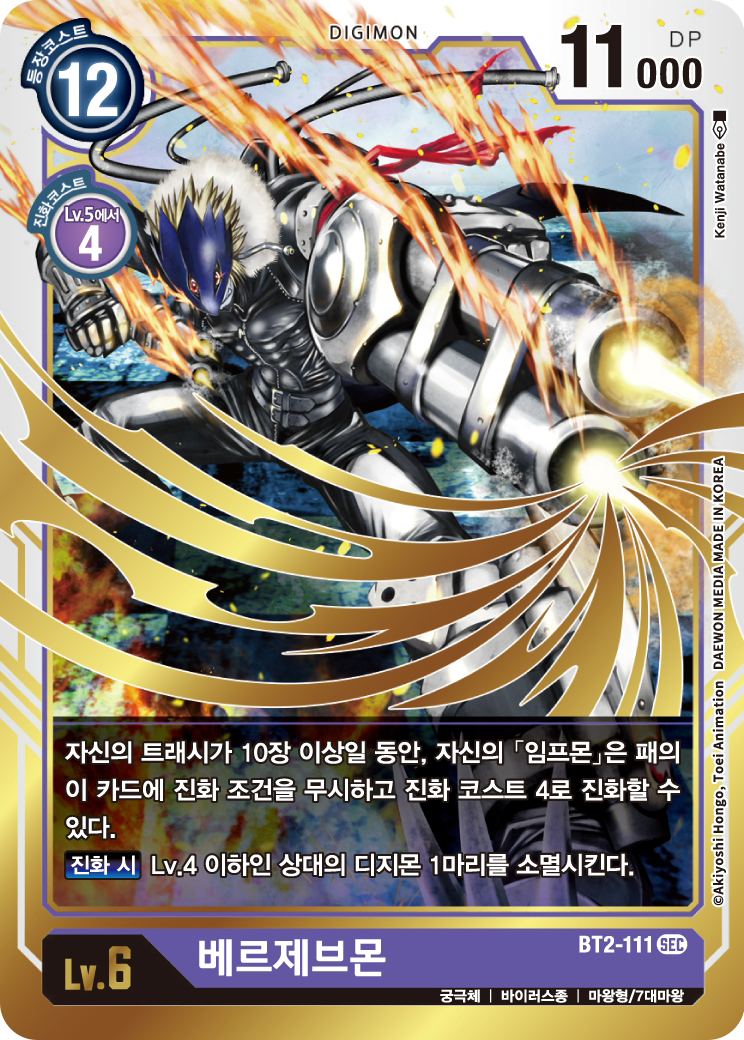 DIGIMON
등장코스트
12
DP
11000
Kenji Watanabe
진화코스트
Lv.5에서
4
자신의 트래시가 10장 이상일 동안, 자신의 「임프몬」은 패의
이 카드에 진화 조건을 무시하고 진화 코스트 4로 진화할 수
있다.
진화 시 Lv.4 이하인 상대의 디지몬 1마리를 소멸시킨다.
©Akiyoshi Hongo, Toei Animation DAEWON MEDIA MADE IN KOREA
Lv.6
베르제브몬
BT2-111 SEC
궁극체 | 바이러스종 | 마왕형/7대마왕